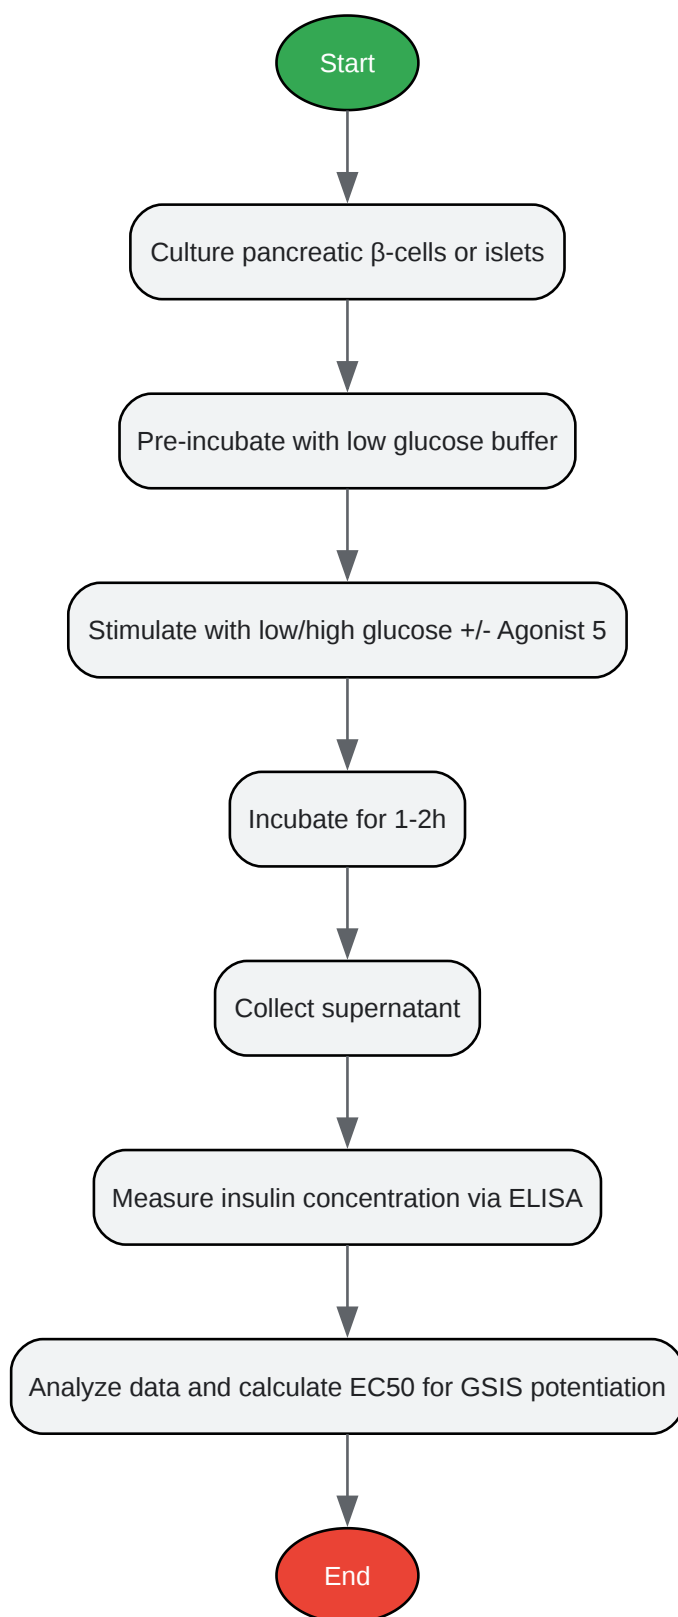 Start
Culture pancreatic β-cells or islets
Pre-incubate with low glucose buffer
Stimulate with low/high glucose +/- Agonist 5
Incubate for 1-2h
Collect supernatant
Measure insulin concentration via ELISA
Analyze data and calculate EC50 for GSIS potentiation
End